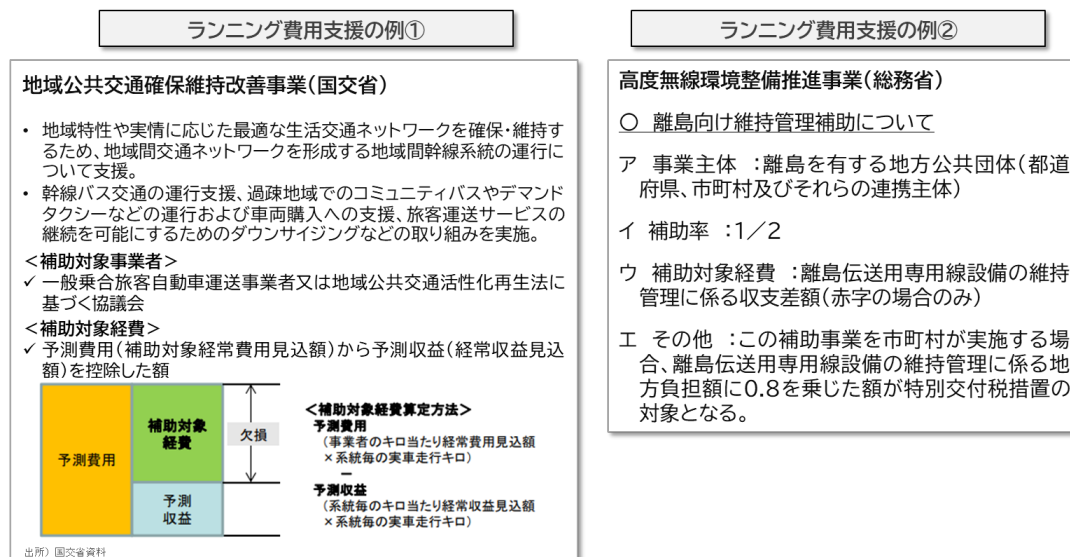 ランニング費用支援の例①
地域公共交通確保維持改善事業(国交省)
• 地域特性や実情に応じた最適な生活交通ネットワークを確保・維持す
るため、地域間交通ネットワークを形成する地域間幹線系統の運行に
ついて支援。
• 幹線バス交通の運行支援、過疎地域でのコミュニティバスやデマンド
タクシーなどの運行および車両購入への支援、旅客運送サービスの
継続を可能にするためのダウンサイジングなどの取り組みを実施。
<補助対象事業者>
✓ 一般乗合旅客自動車運送事業者又は地域公共交通活性化再生法に
基づく協議会
<補助対象経費>
✓ 予測費用(補助対象経常費用見込額)から予測収益(経常収益見込
額)を控除した額
予測費用
補助対象
経費
欠損
予測
収益
<補助対象経費算定方法>
予測費用
(事業者のキロ当たり経常費用見込額
×系統毎の実車走行キロ)
ー
予測収益
(系統毎のキロ当たり経常収益見込額
×系統毎の実車走行キロ)
出所)国交省資料
ランニング費用支援の例②
高度無線環境整備推進事業(総務省)
〇 離島向け維持管理補助について
ア 事業主体 :離島を有する地方公共団体(都道
府県、市町村及びそれらの連携主体)
イ 補助率 :1/2
ウ 補助対象経費 :離島伝送用専用線設備の維持
管理に係る収支差額(赤字の場合のみ)
エ その他 :この補助事業を市町村が実施する場
合、離島伝送用専用線設備の維持管理に係る地
方負担額に0.8を乗じた額が特別交付税措置の
対象となる。